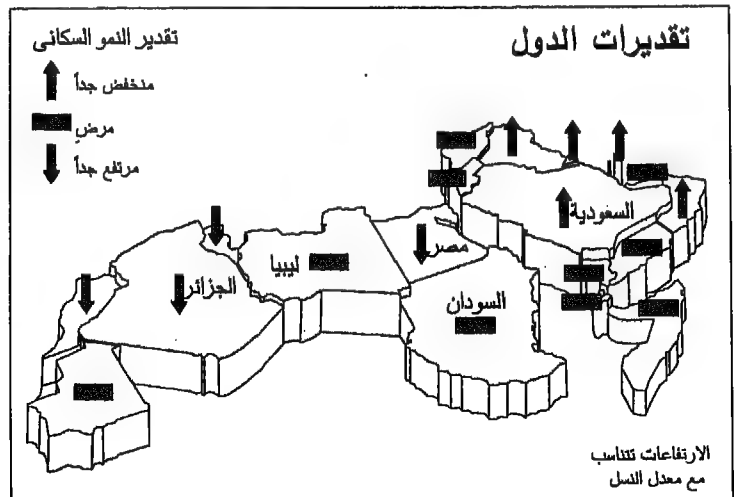 تقديرات الدول
تقدير النمو السكانى
منخفض جداً
مرضٍ
مرتفع جداً
السعودية
مصر
ليبيا
الجزائر
السودان
الارتفاعات تتناسب
مع معدل النسل